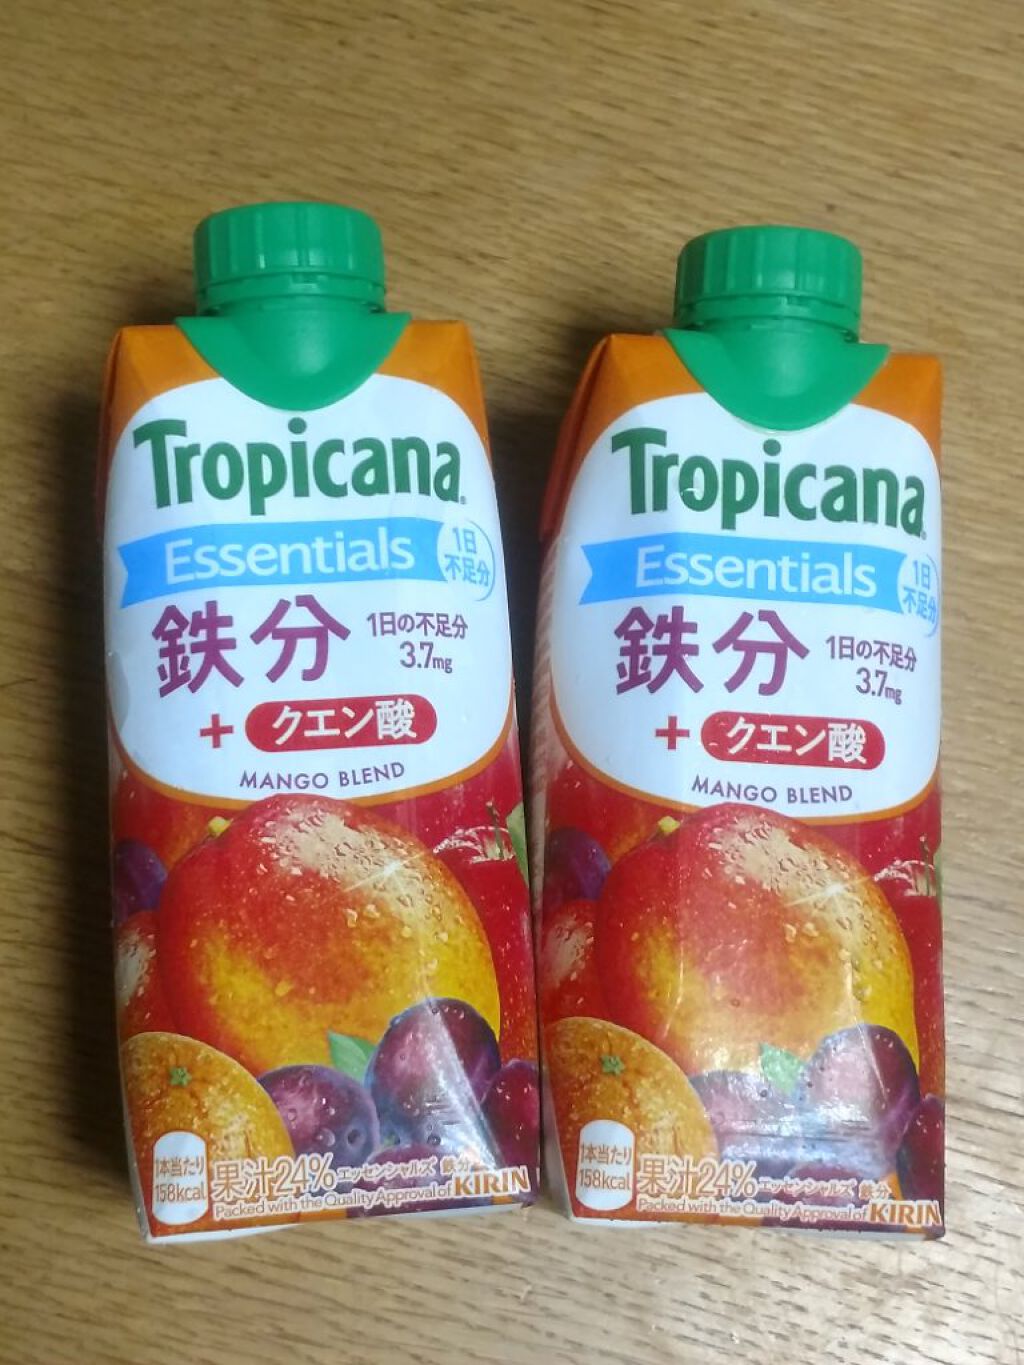 Tropicana
Essentials
1日
不足分
鉄分
1日の不足分
3.7mg
+ クエン酸
MANGO BLEND
1本当たり
158kcal
果汁24%
エッセンシャルズ 鉄分
Packed with the Quality Approval of KIRIN
Tropicana
Essentials
1日
不足分
鉄分
1日の不足分
3.7mg
+ クエン酸
MANGO BLEND
1本当たり
158kcal
果汁24%
エッセンシャルズ 鉄分
Packed with the Quality Approval of KIRIN